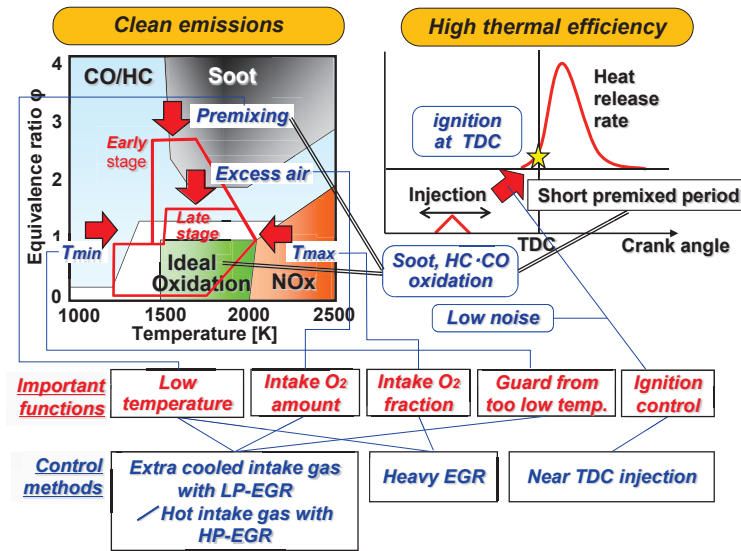 Clean emissions
High thermal efficiency
Equivalence ratio φ
4
3
2
1
0
CO/HC
Soot
Premixing
Early
stage
Excess air
Late
stage
Tmin
Tmax
Ideal
Oxidation
NOx
1000
1500
2000
2500
Temperature [K]
Heat
release
rate
ignition
at TDC
Injection
Short premixed period
TDC
Crank angle
Soot, HC・CO
oxidation
Low noise
Important
functions
Low
temperature
Intake O2
amount
Intake O2
fraction
Guard from
too low temp.
Ignition
control
Control
methods
Extra cooled intake gas
with LP-EGR
／Hot intake gas with
HP-EGR
Heavy EGR
Near TDC injection